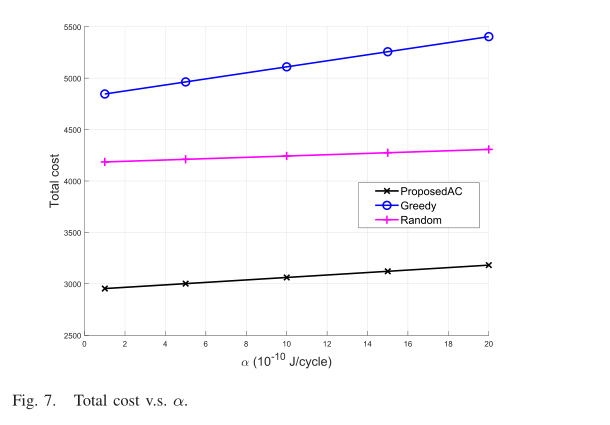 5500
5000
4500
4000
3500
3000
2500
Total cost
ProposedAC
Greedy
Random
0 2 4 6 8 10 12 14 16 18 20
α (10^-10 J/cycle)
Fig. 7. Total cost v.s. α.